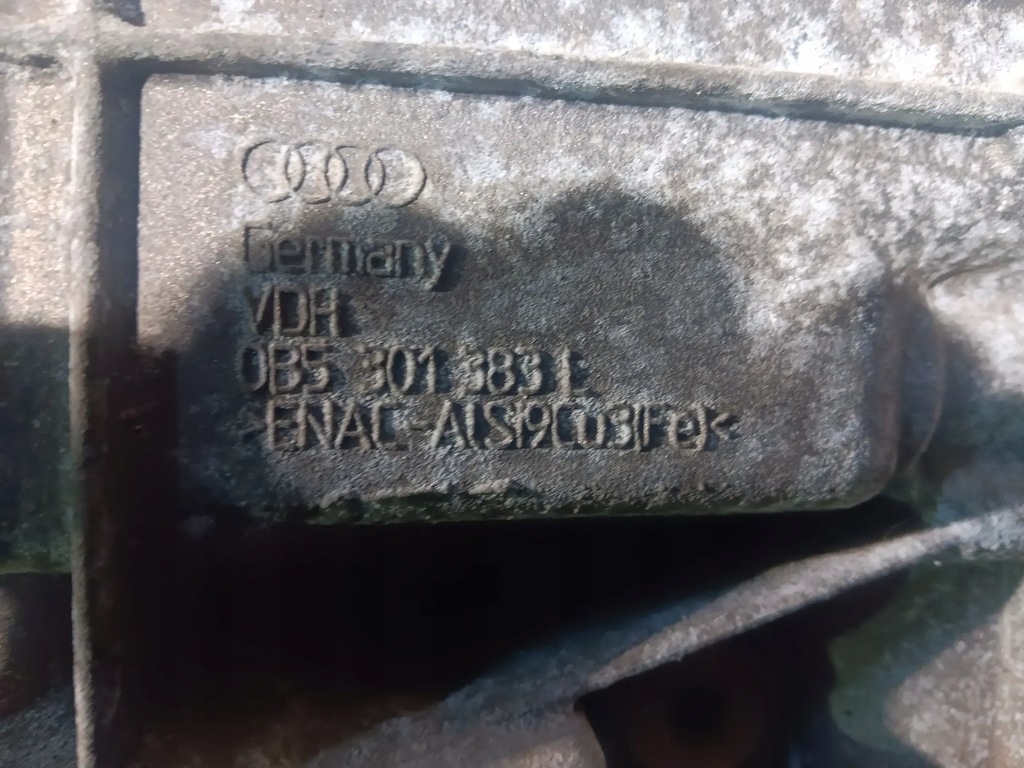 Germany
VDH
0B5 301 383 L
>ENAC-AlSi9Cu3(Fe)<